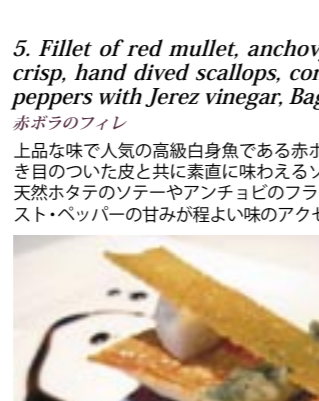 5. Fillet of red mullet, anchov
crisp, hand dived scallops, con
peppers with Jerez vinegar, Bag
赤ボラのフィレ
上品な味で人気の高級白身魚である赤ボ
き目のついた皮と共に素直に味わえるソ
天然ホタテのソテーやアンチョビのフラ
スト・ペッパーの甘みが程よい味のアクセ